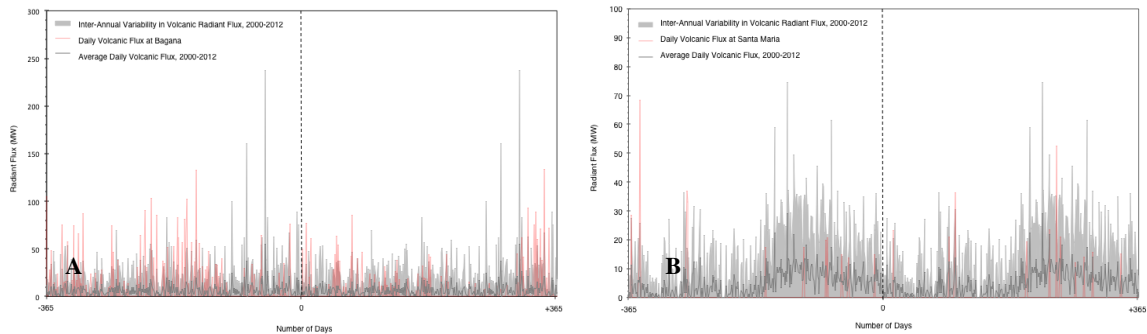 300
250
200
150
100
50
0
Radiant Flux (MW)
Inter-Annual Variability in Volcanic Radiant Flux, 2000-2012
Daily Volcanic Flux at Bagana
Average Daily Volcanic Flux, 2000-2012
A
-365
0
+365
Number of Days
100
90
80
70
60
50
40
30
20
10
0
Radiant Flux (MW)
Inter-Annual Variability in Volcanic Radiant Flux, 2000-2012
Daily Volcanic Flux at Santa Maria
Average Daily Volcanic Flux, 2000-2012
B
-365
0
+365
Number of Days